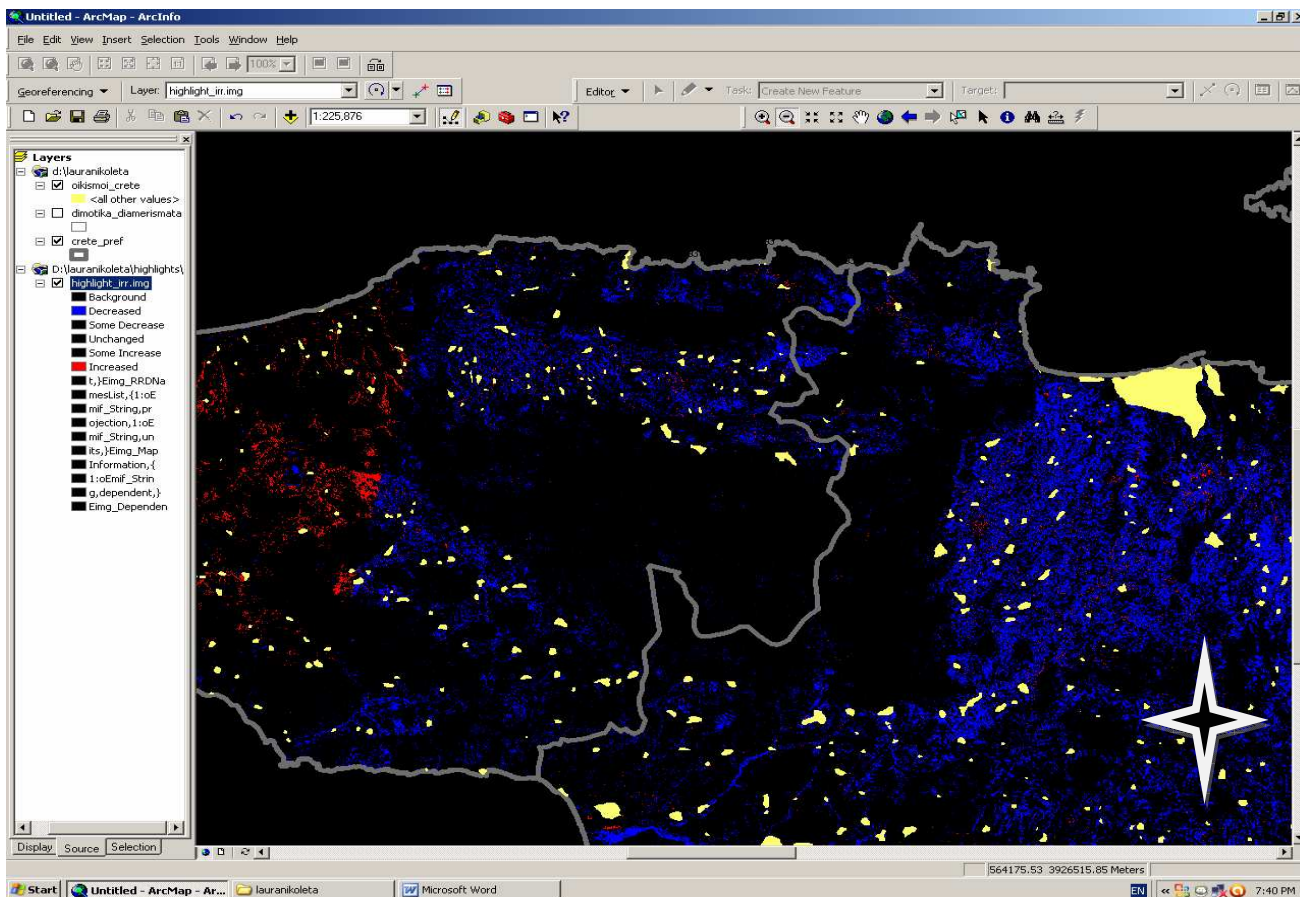 Untitled - ArcMap - ArcInfo
File Edit View Insert Selection Tools Window Help
100%
Georeferencing Layer: highlight_irr.img Editor Task: Create New Feature Target:
1:225,876
Layers
d:\lauranikoleta
oikismoi_crete
<all other values>
dimotika_diamerismata
crete_pref
D:\lauranikoleta\highlights\
highlight_irr.img
Background
Decreased
Some Decrease
Unchanged
Some Increase
Increased
t,}Eimg_RRDNa
mesList,{1:oE
mif_String,pr
ojection,1:oE
mif_String,un
its,}Eimg_Map
Information,{
1:oEmif_Strin
g,dependent,}
Eimg_Dependen
Display Source Selection
564175.53 3926515.85 Meters
Start Untitled - ArcMap - Ar... lauranikoleta Microsoft Word EN « 7:40 PM